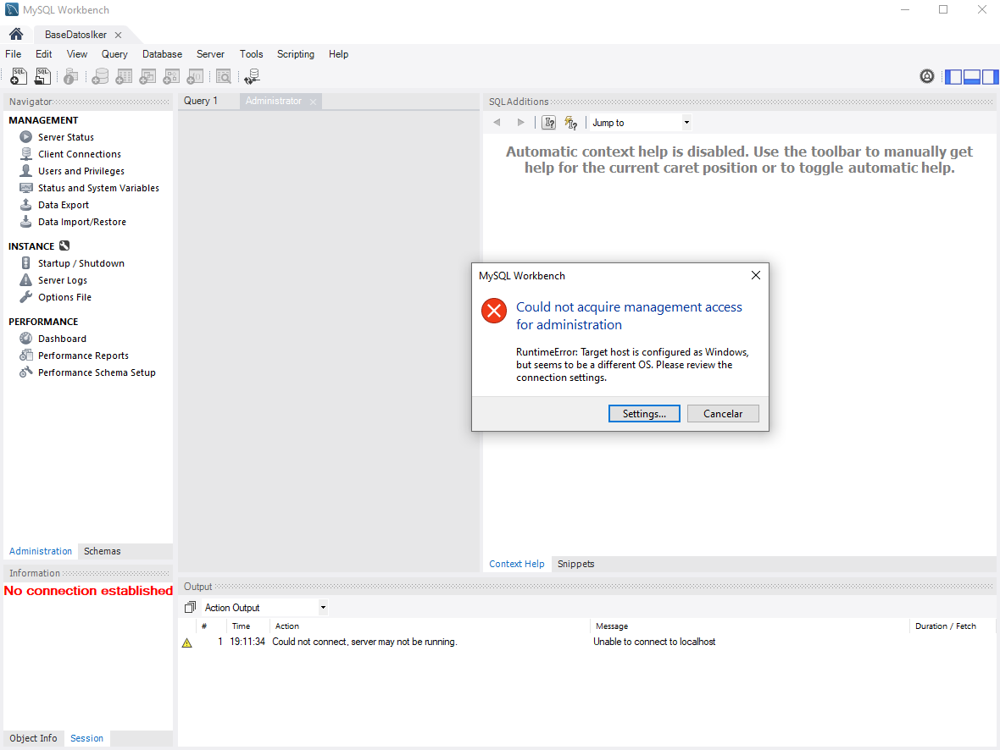 MySQL Workbench
BaseDatosIker
File Edit View Query Database Server Tools Scripting Help
Navigator
MANAGEMENT
Server Status
Client Connections
Users and Privileges
Status and System Variables
Data Export
Data Import/Restore
INSTANCE
Startup / Shutdown
Server Logs
Options File
PERFORMANCE
Dashboard
Performance Reports
Performance Schema Setup
Administration Schemas
Information
No connection established
Object Info Session
Query 1 Administrator
SQLAdditions
Jump to
Automatic context help is disabled. Use the toolbar to manually get
help for the current caret position or to toggle automatic help.
MySQL Workbench
Could not acquire management access
for administration
RuntimeError: Target host is configured as Windows,
but seems to be a different OS. Please review the
connection settings.
Settings... Cancelar
Context Help Snippets
Output
Action Output
# Time Action Message Duration / Fetch
1 19:11:34 Could not connect, server may not be running. Unable to connect to localhost